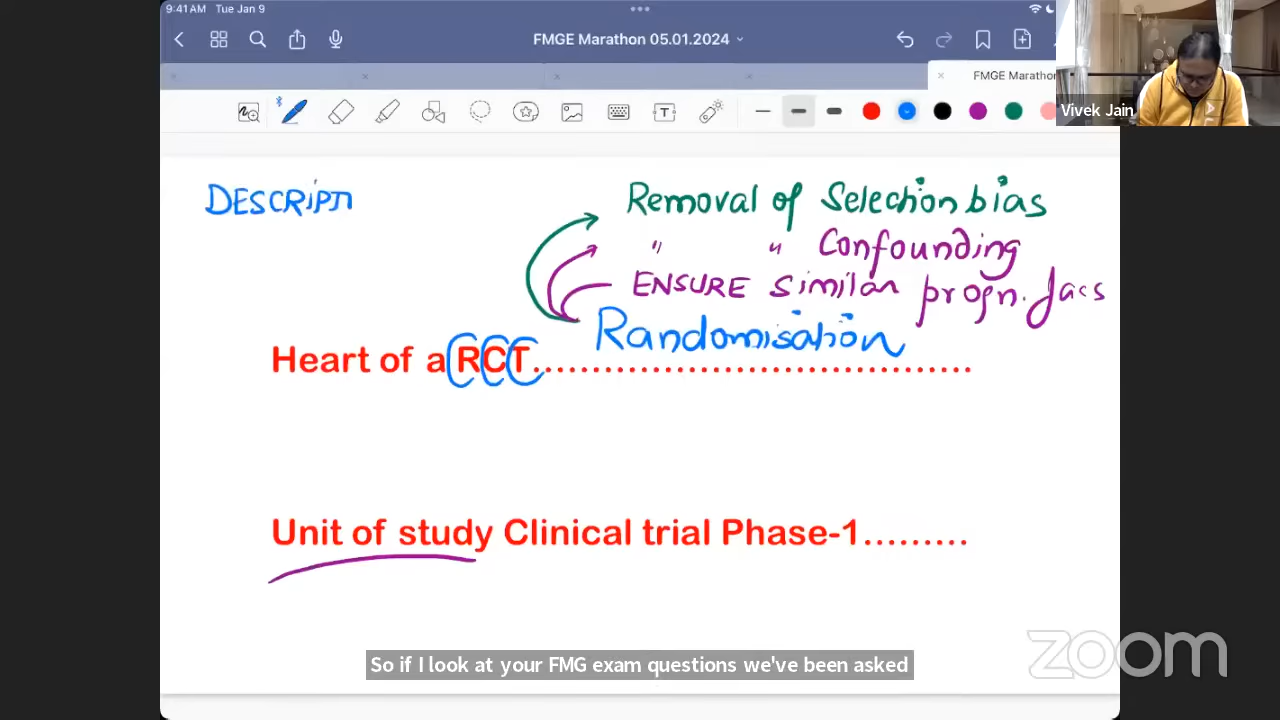 9:41 AM Tue Jan 9
FMGE Marathon 05.01.2024
FMGE Marathon
Vivek Jain
T
DESCRIPTI
Removal of Selection bias
" " Confounding
ENSURE similar progn. facs
Randomisation
Heart of a RCT......................................
Unit of study Clinical trial Phase-1.........
So if I look at your FMG exam questions we've been asked
zoom